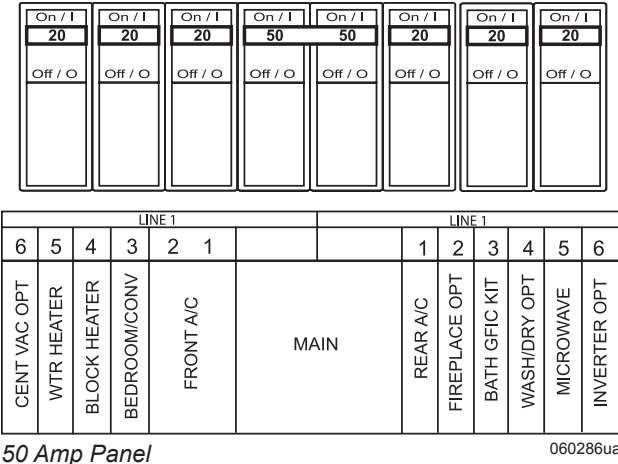 On / I On / I On / I On / I On / I On / I On / I On / I
20 20 20 50 50 20 20 20
Off / O Off / O Off / O Off / O Off / O Off / O Off / O Off / O
LINE 1 LINE 1
6 5 4 3 2 1 1 2 3 4 5 6
CENT VAC OPT
WTR HEATER
BLOCK HEATER
BEDROOM/CONV
FRONT A/C
MAIN
REAR A/C
FIREPLACE OPT
BATH GFIC KIT
WASH/DRY OPT
MICROWAVE
INVERTER OPT
50 Amp Panel
060286ua